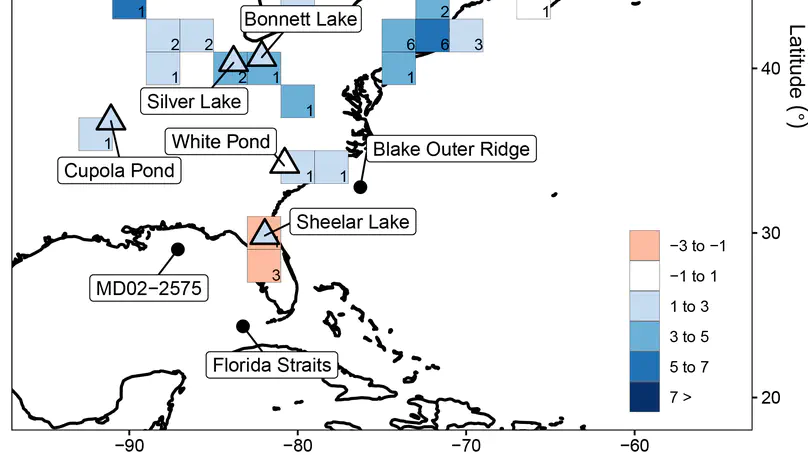 1
2
1
Bonnett Lake
2
2
6
6
3
1
2
1
1
40
Silver Lake
1
White Pond
1
Blake Outer Ridge
Cupola Pond
1
1
Sheelar Lake
30
3
MD02−2575
Florida Straits
−3 to −1
−1 to 1
1 to 3
3 to 5
5 to 7
7 >
20
−90
−80
−70
−60
Latitude (°)